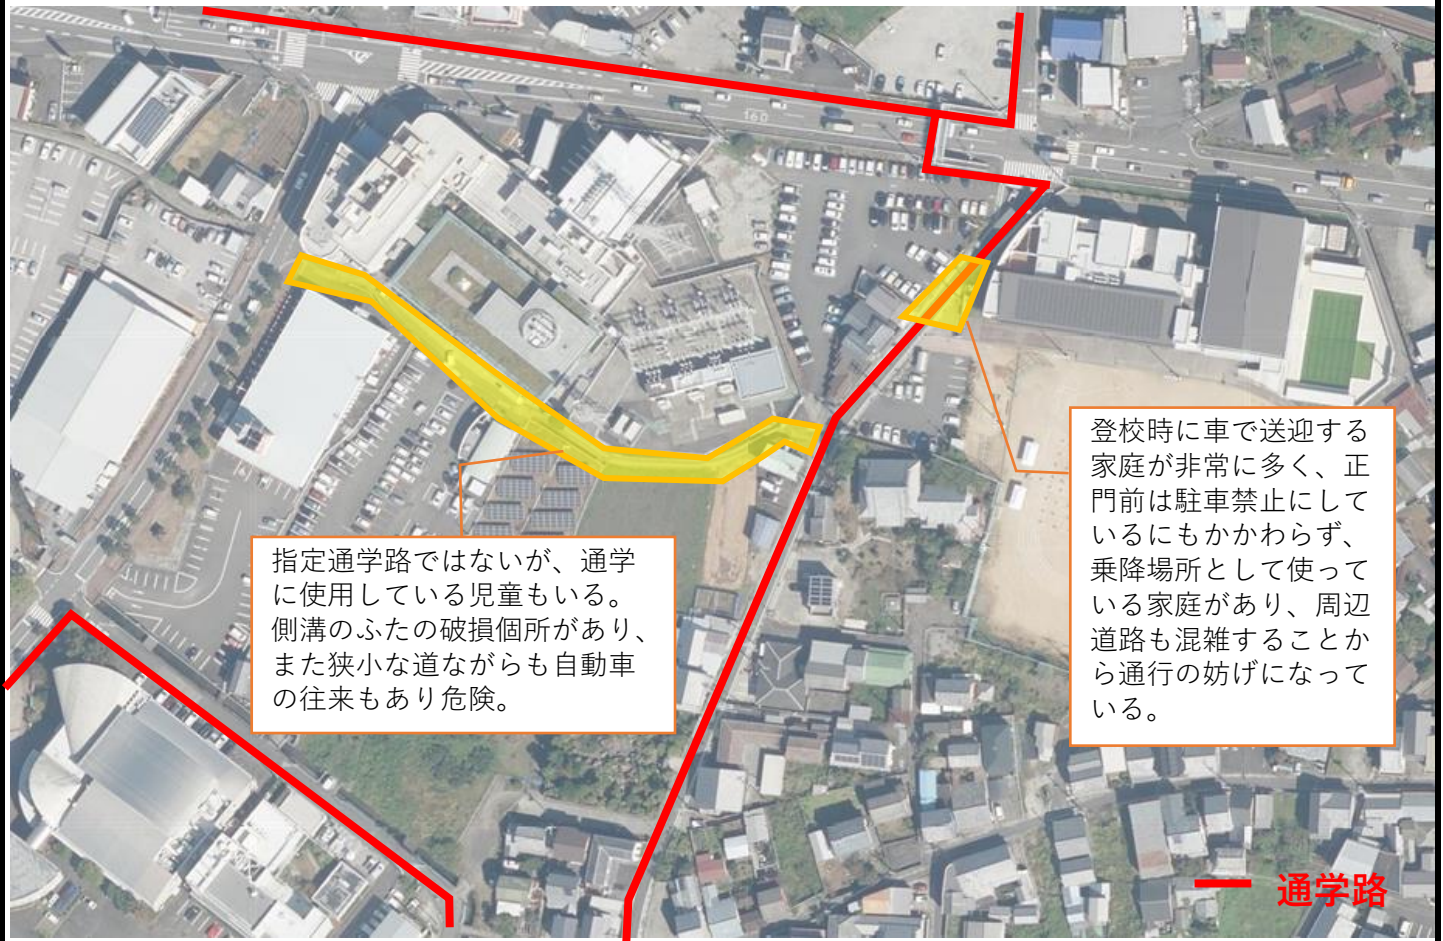 160
登校時に車で送迎する
家庭が非常に多く、正
門前は駐車禁止にして
いるにもかかわらず、
乗降場所として使って
いる家庭があり、周辺
道路も混雑することか
ら通行の妨げになって
いる。
指定通学路ではないが、通学
に使用している児童もいる。
側溝のふたの破損個所があり、
また狭小な道ながらも自動車
の往来もあり危険。
通学路